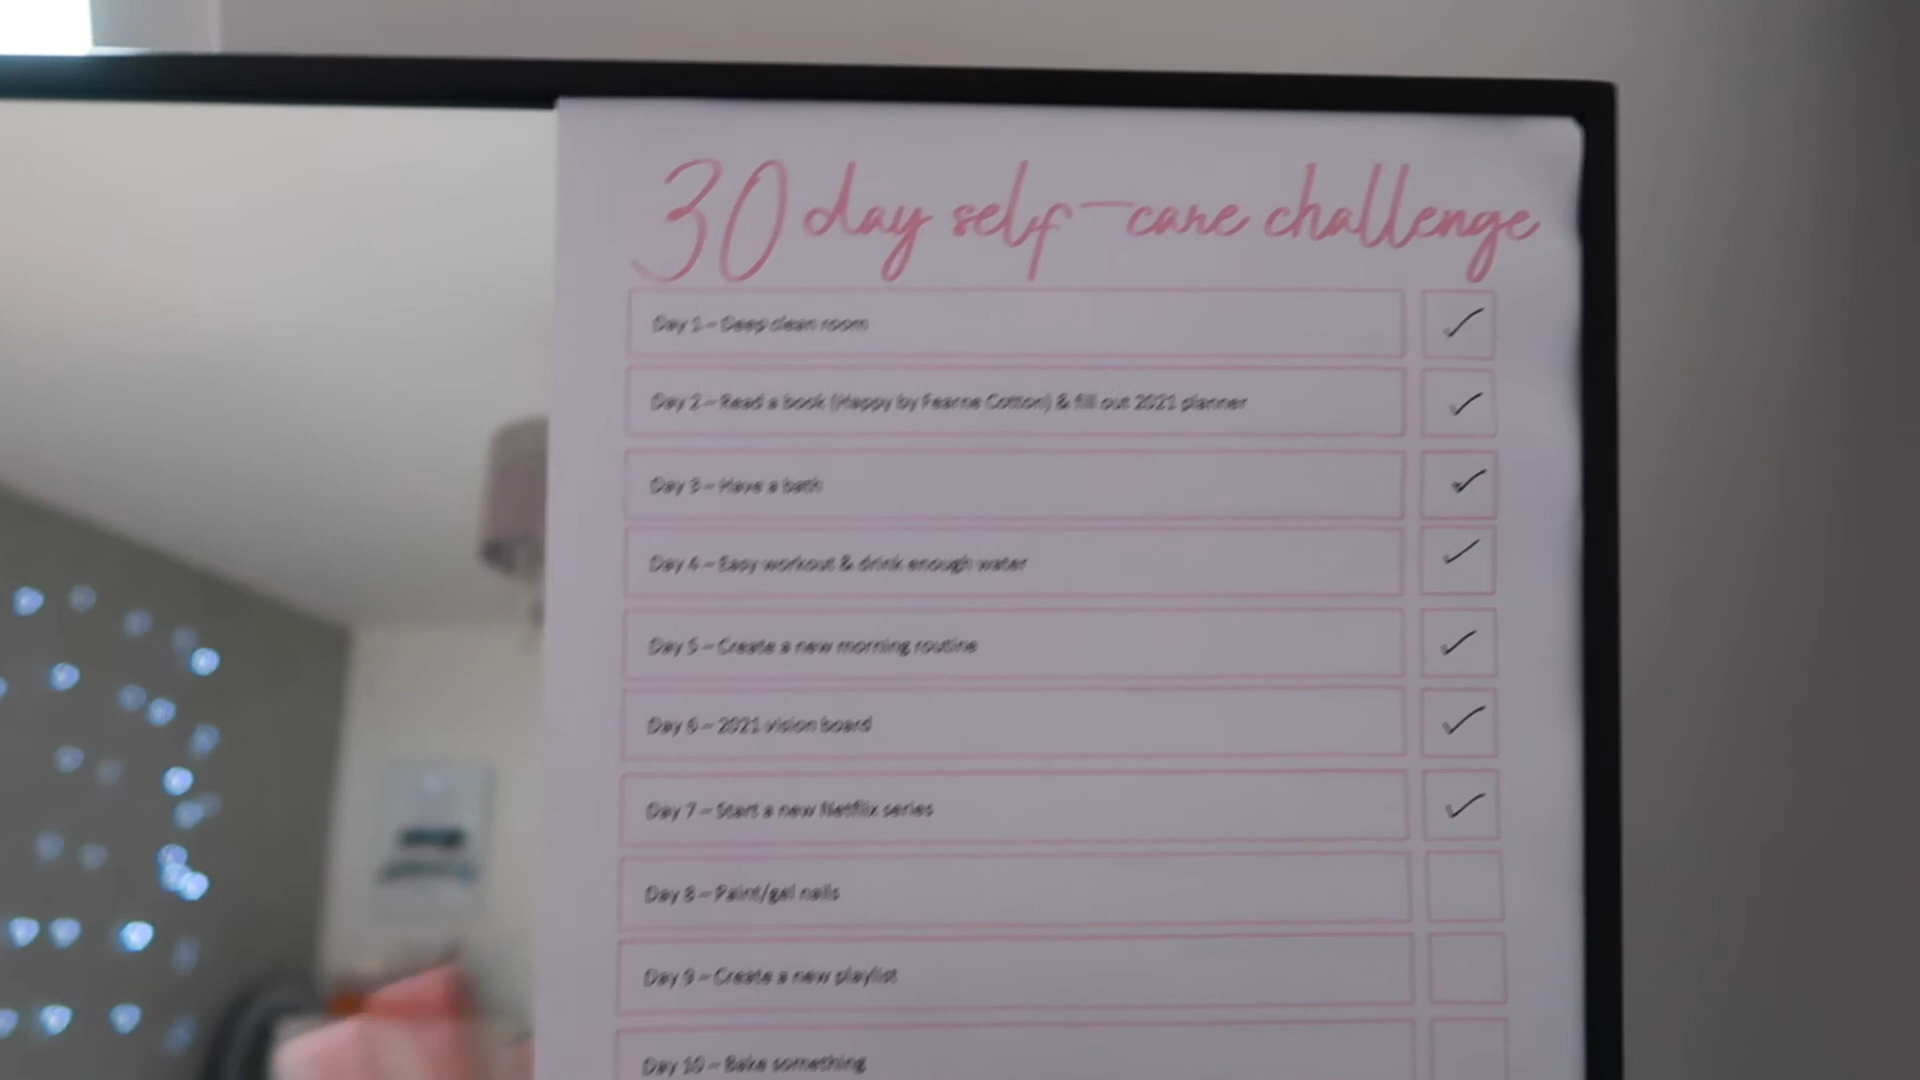 30 day self-care challenge
Day 1 - Deep clean room
Day 2 - Read a book (Happy by Fearne Cotton) & fill out 2021 planner
Day 3 - Have a bath
Day 4 - Easy workout & drink enough water
Day 5 - Create a new morning routine
Day 6 - 2021 vision board
Day 7 - Start a new Netflix series
Day 8 - Paint/gel nails
Day 9 - Create a new playlist
Day 10 - Bake something